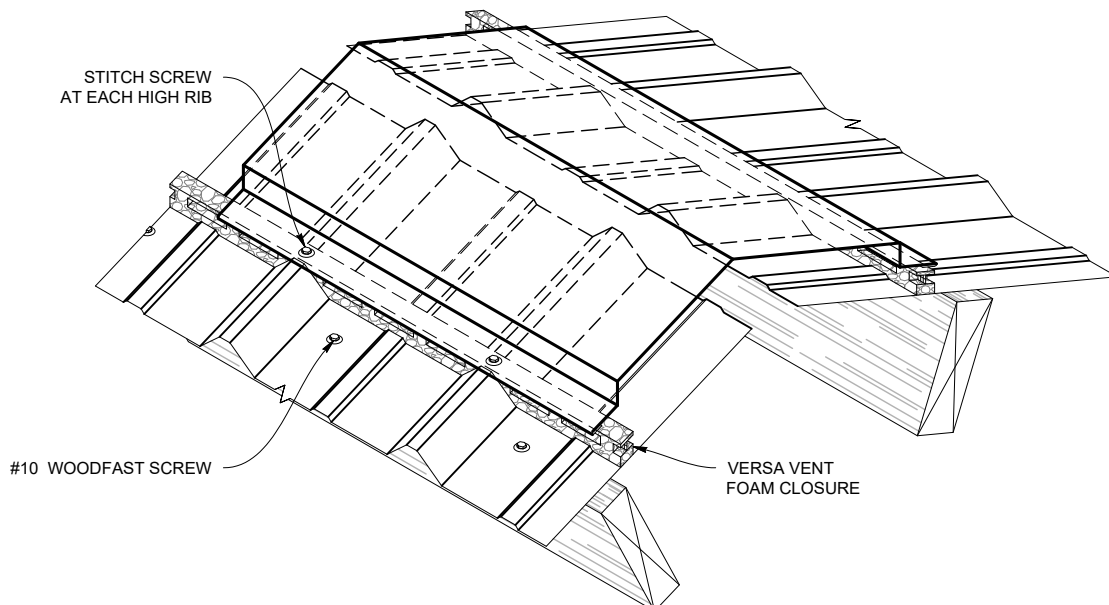 STITCH SCREW
AT EACH HIGH RIB
#10 WOODFAST SCREW
VERSA VENT
FOAM CLOSURE